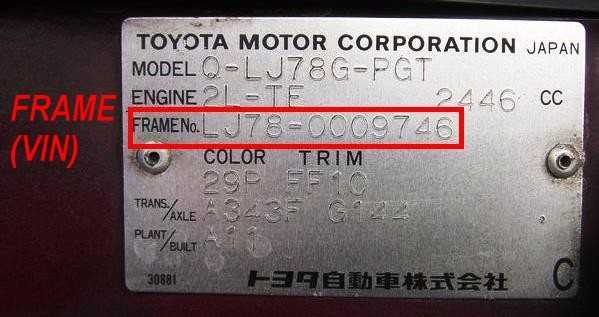 TOYOTA MOTOR CORPORATION JAPAN
MODEL Q-LJ78G-PGT
ENGINE 2L-TE 2446 CC
FRAME No. LJ78-0009746
FRAME
(VIN)
COLOR TRIM
29P FF10
TRANS./AXLE A343F G144
PLANT/BUILT A11
30881 トヨタ自動車株式会社 C